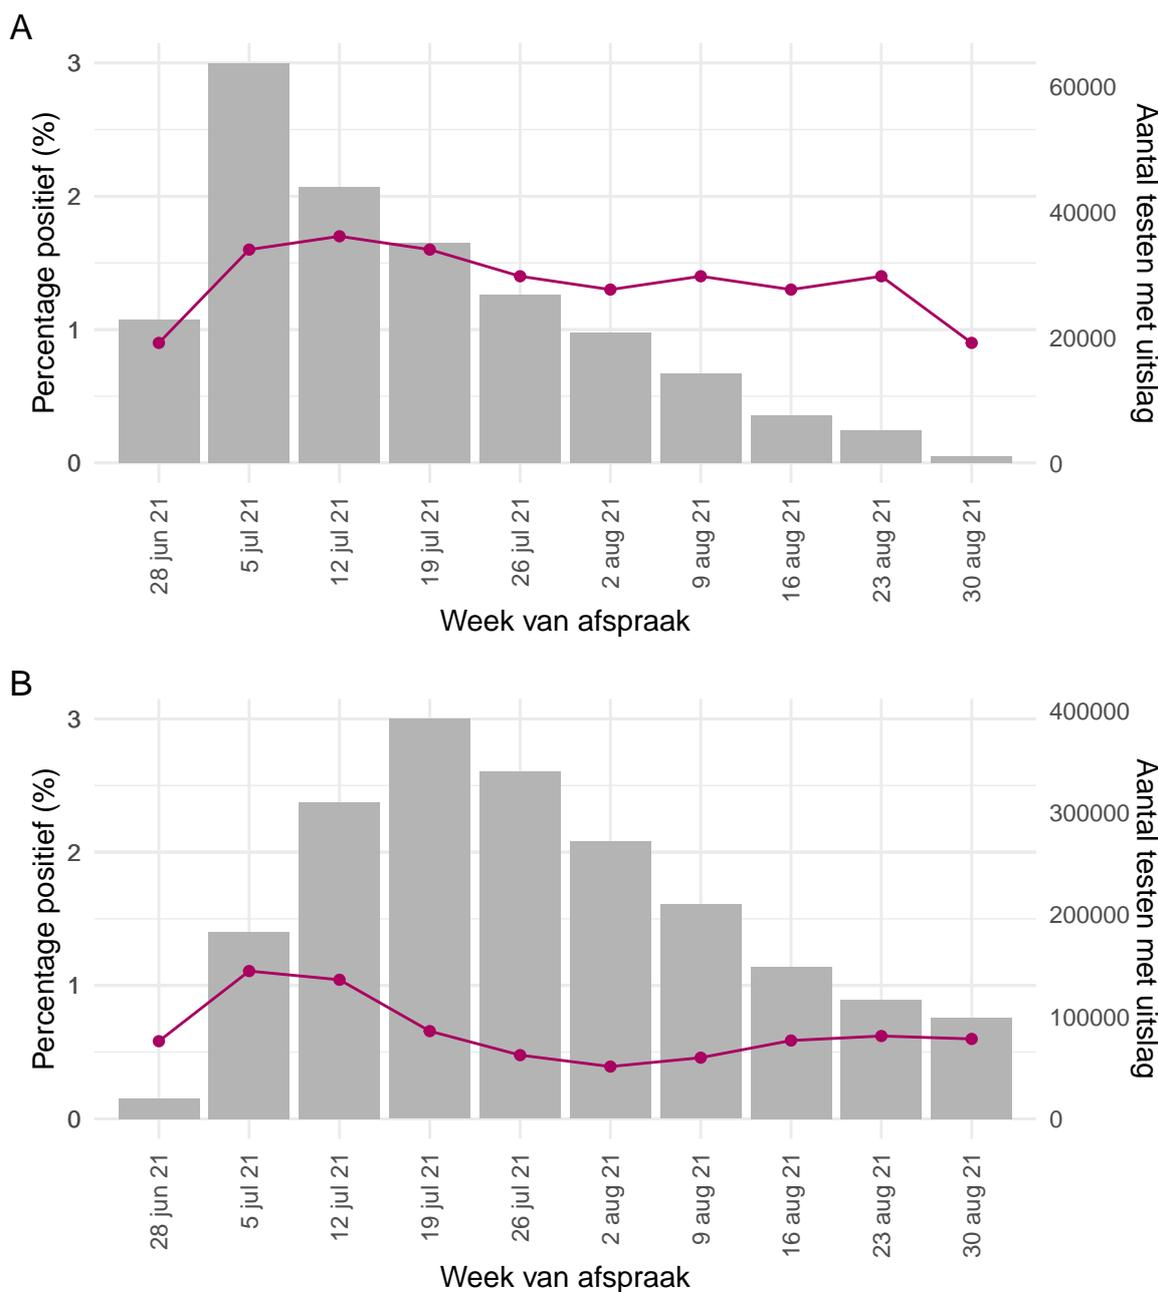 A
Percentage positief (%)
3
2
1
0
60000
40000
20000
0
Aantal testen met uitslag
28 jun 21
5 jul 21
12 jul 21
19 jul 21
26 jul 21
2 aug 21
9 aug 21
16 aug 21
23 aug 21
30 aug 21
Week van afspraak
B
Percentage positief (%)
3
2
1
0
400000
300000
200000
100000
0
Aantal testen met uitslag
28 jun 21
5 jul 21
12 jul 21
19 jul 21
26 jul 21
2 aug 21
9 aug 21
16 aug 21
23 aug 21
30 aug 21
Week van afspraak